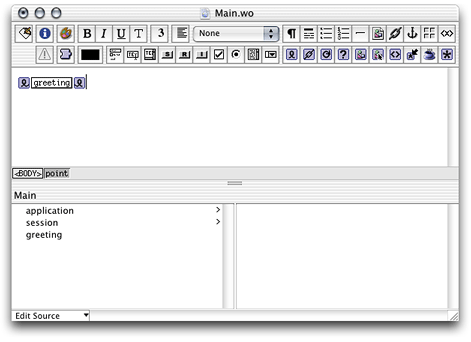 Main.wo
B I U T 3 None ¶
S R I ?
greeting
<BODY> point
Main
application >
session >
greeting
Edit Source